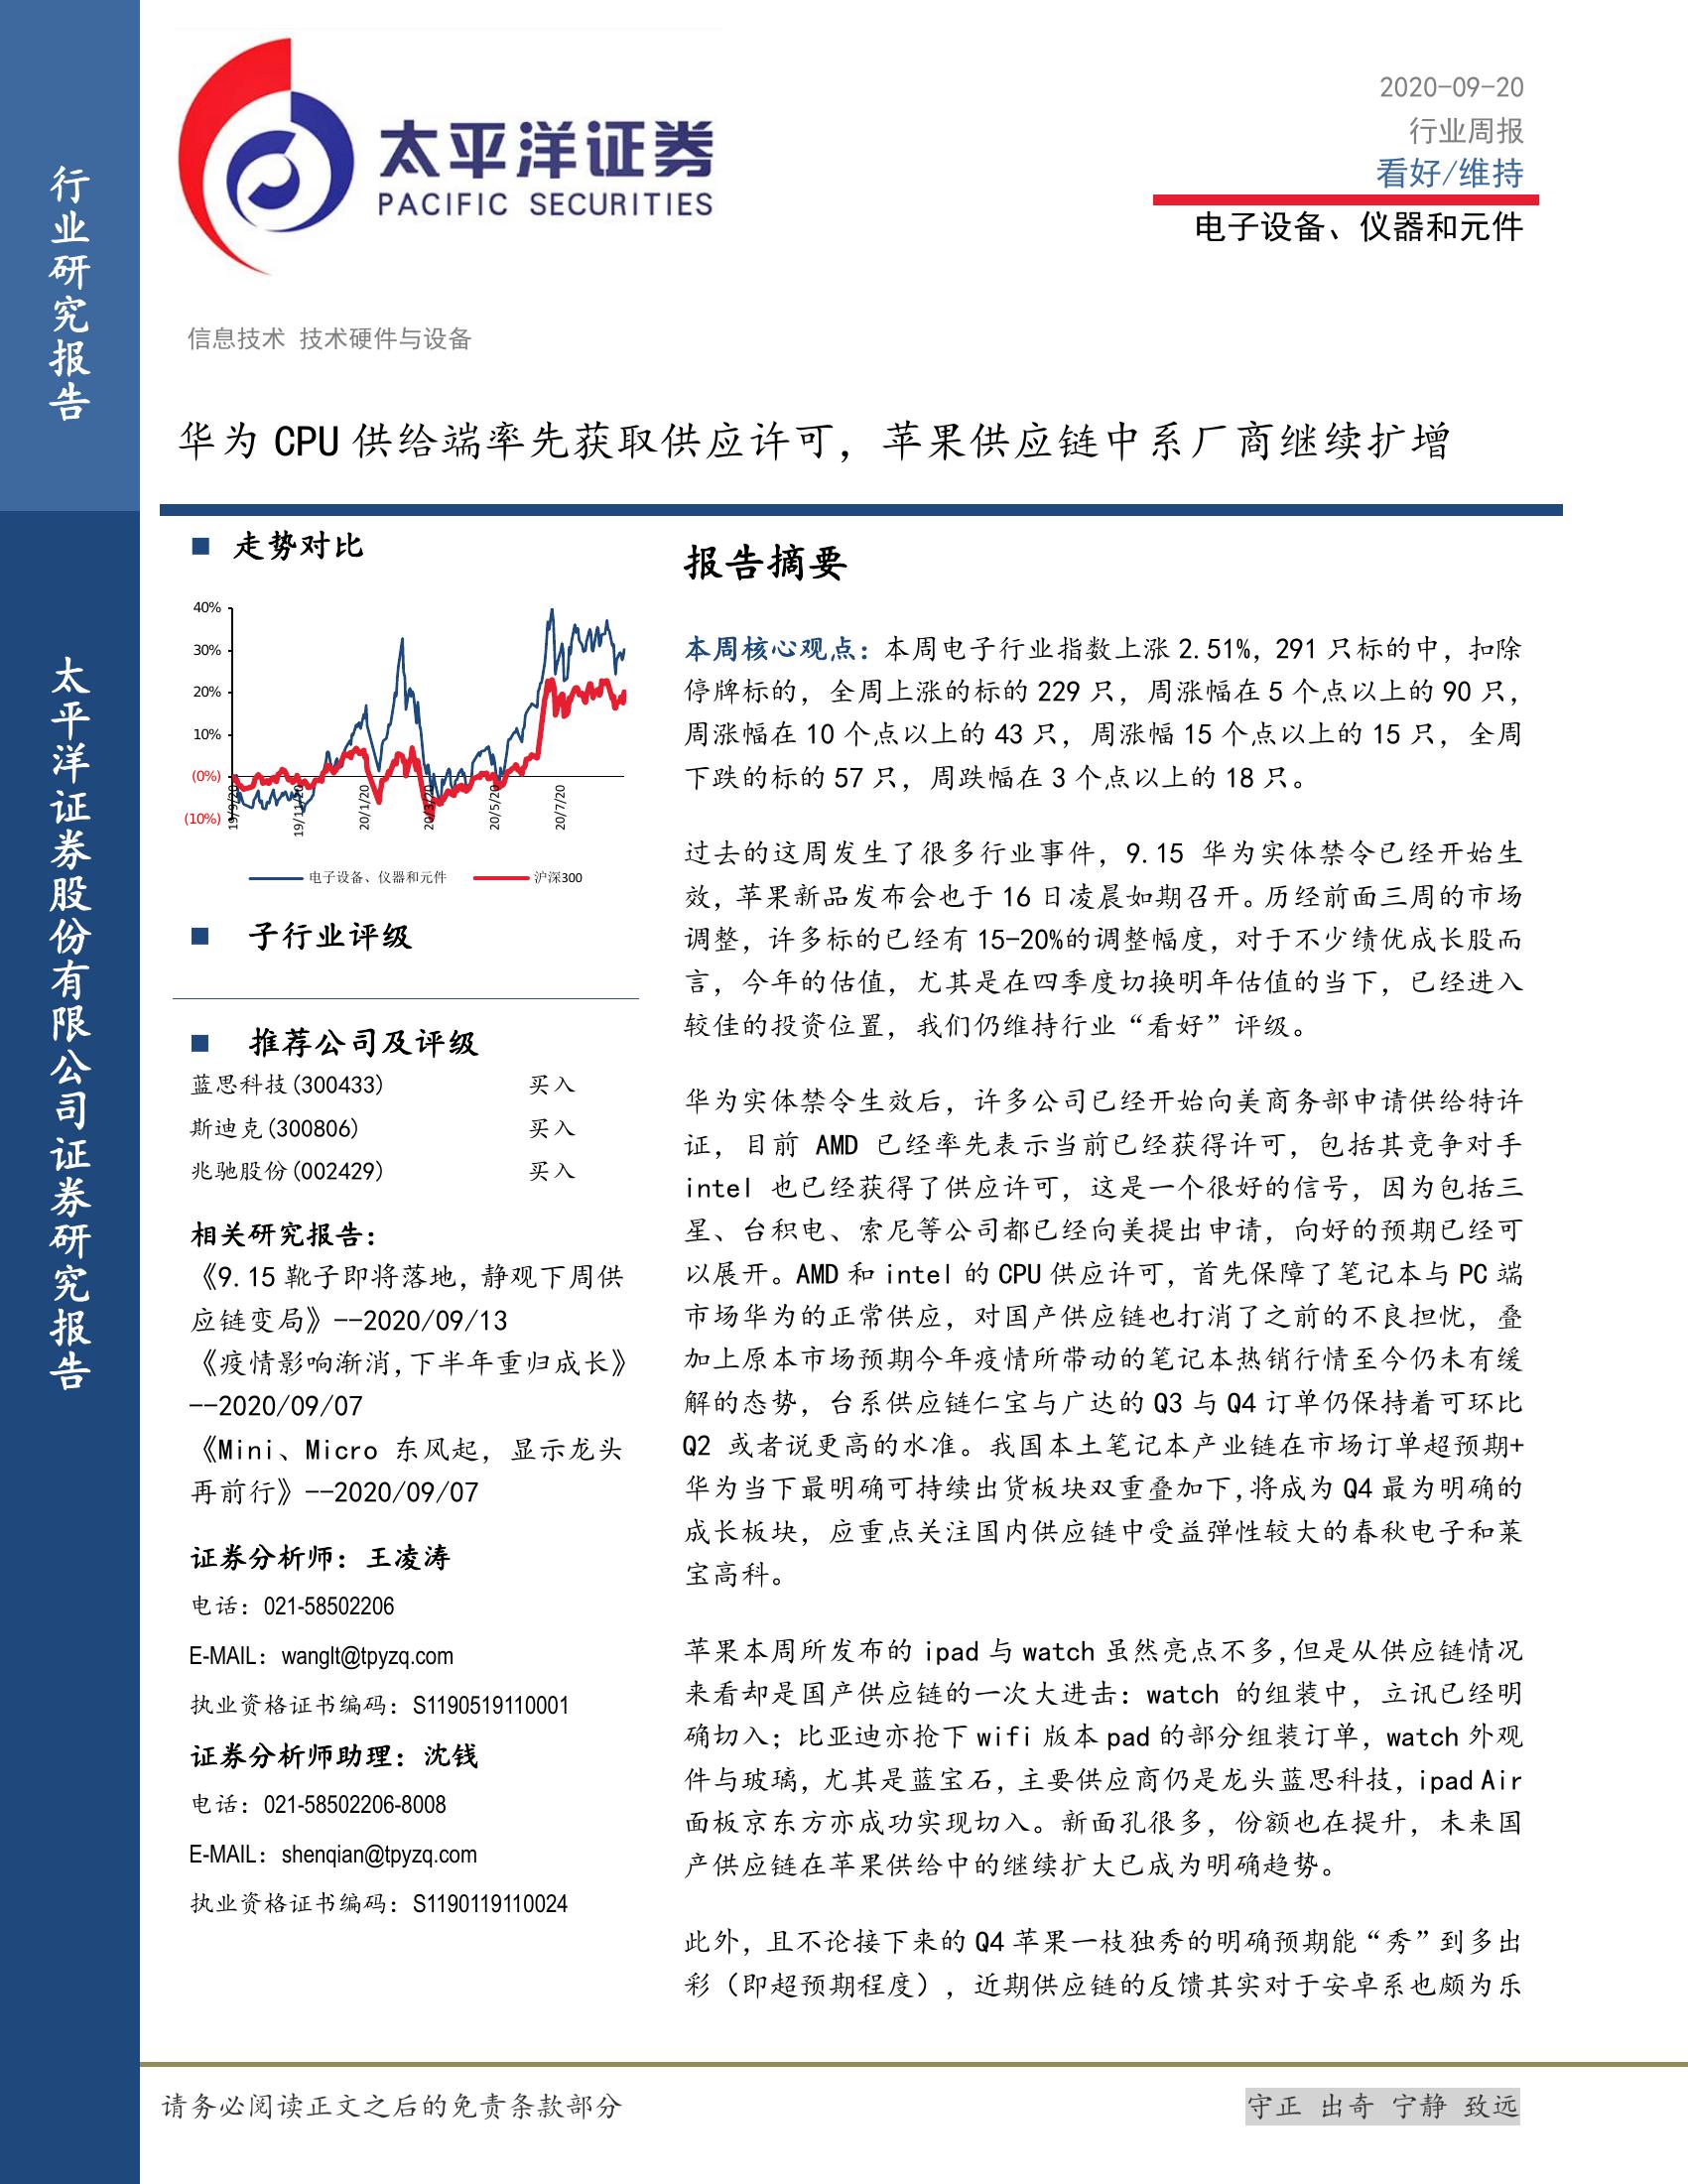 行业研究报告
太平洋证券股份有限公司证券研究报告
太平洋证券
PACIFIC SECURITIES
2020-09-20
行业周报
看好/维持
电子设备、仪器和元件
信息技术 技术硬件与设备
华为 CPU 供给端率先获取供应许可，苹果供应链中系厂商继续扩增
■ 走势对比
40%
30%
20%
10%
(0%)
(10%)
19/9/20
19/11/20
20/1/20
20/3/20
20/5/20
20/7/20
电子设备、仪器和元件 沪深300
■ 子行业评级
■ 推荐公司及评级
蓝思科技(300433) 买入
斯迪克(300806) 买入
兆驰股份(002429) 买入
相关研究报告：
《9.15 靴子即将落地，静观下周供
应链变局》--2020/09/13
《疫情影响渐消，下半年重归成长》
--2020/09/07
《Mini、Micro 东风起，显示龙头
再前行》--2020/09/07
证券分析师：王凌涛
电话：021-58502206
E-MAIL：wanglt@tpyzq.com
执业资格证书编码：S1190519110001
证券分析师助理：沈钱
电话：021-58502206-8008
E-MAIL：shenqian@tpyzq.com
执业资格证书编码：S1190119110024
报告摘要
本周核心观点：本周电子行业指数上涨 2.51%，291 只标的中，扣除
停牌标的，全周上涨的标的 229 只，周涨幅在 5 个点以上的 90 只，
周涨幅在 10 个点以上的 43 只，周涨幅 15 个点以上的 15 只，全周
下跌的标的 57 只，周跌幅在 3 个点以上的 18 只。
过去的这周发生了很多行业事件，9.15 华为实体禁令已经开始生
效，苹果新品发布会也于 16 日凌晨如期召开。历经前面三周的市场
调整，许多标的已经有 15-20%的调整幅度，对于不少绩优成长股而
言，今年的估值，尤其是在四季度切换明年估值的当下，已经进入
较佳的投资位置，我们仍维持行业“看好”评级。
华为实体禁令生效后，许多公司已经开始向美商务部申请供给特许
证，目前 AMD 已经率先表示当前已经获得许可，包括其竞争对手
intel 也已经获得了供应许可，这是一个很好的信号，因为包括三
星、台积电、索尼等公司都已经向美提出申请，向好的预期已经可
以展开。AMD 和 intel 的 CPU 供应许可，首先保障了笔记本与 PC 端
市场华为的正常供应，对国产供应链也打消了之前的不良担忧，叠
加上原本市场预期今年疫情所带动的笔记本热销行情至今仍未有缓
解的态势，台系供应链仁宝与广达的 Q3 与 Q4 订单仍保持着可环比
Q2 或者说更高的水准。我国本土笔记本产业链在市场订单超预期+
华为当下最明确可持续出货板块双重叠加下，将成为 Q4 最为明确的
成长板块，应重点关注国内供应链中受益弹性较大的春秋电子和莱
宝高科。
苹果本周所发布的 ipad 与 watch 虽然亮点不多，但是从供应链情况
来看却是国产供应链的一次大进击：watch 的组装中，立讯已经明
确切入；比亚迪亦抢下 wifi 版本 pad 的部分组装订单，watch 外观
件与玻璃，尤其是蓝宝石，主要供应商仍是龙头蓝思科技，ipad Air
面板京东方亦成功实现切入。新面孔很多，份额也在提升，未来国
产供应链在苹果供给中的继续扩大已成为明确趋势。
此外，且不论接下来的 Q4 苹果一枝独秀的明确预期能“秀”到多出
彩（即超预期程度），近期供应链的反馈其实对于安卓系也颇为乐
请务必阅读正文之后的免责条款部分
守正 出奇 宁静 致远